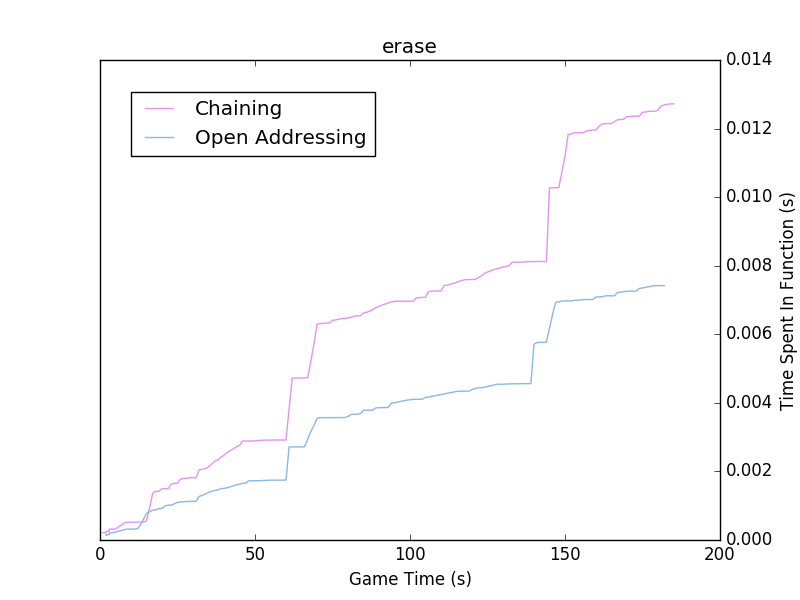 erase
Chaining
Open Addressing
0.014
0.012
0.010
0.008
0.006
0.004
0.002
0.000
Time Spent In Function (s)
0 50 100 150 200
Game Time (s)